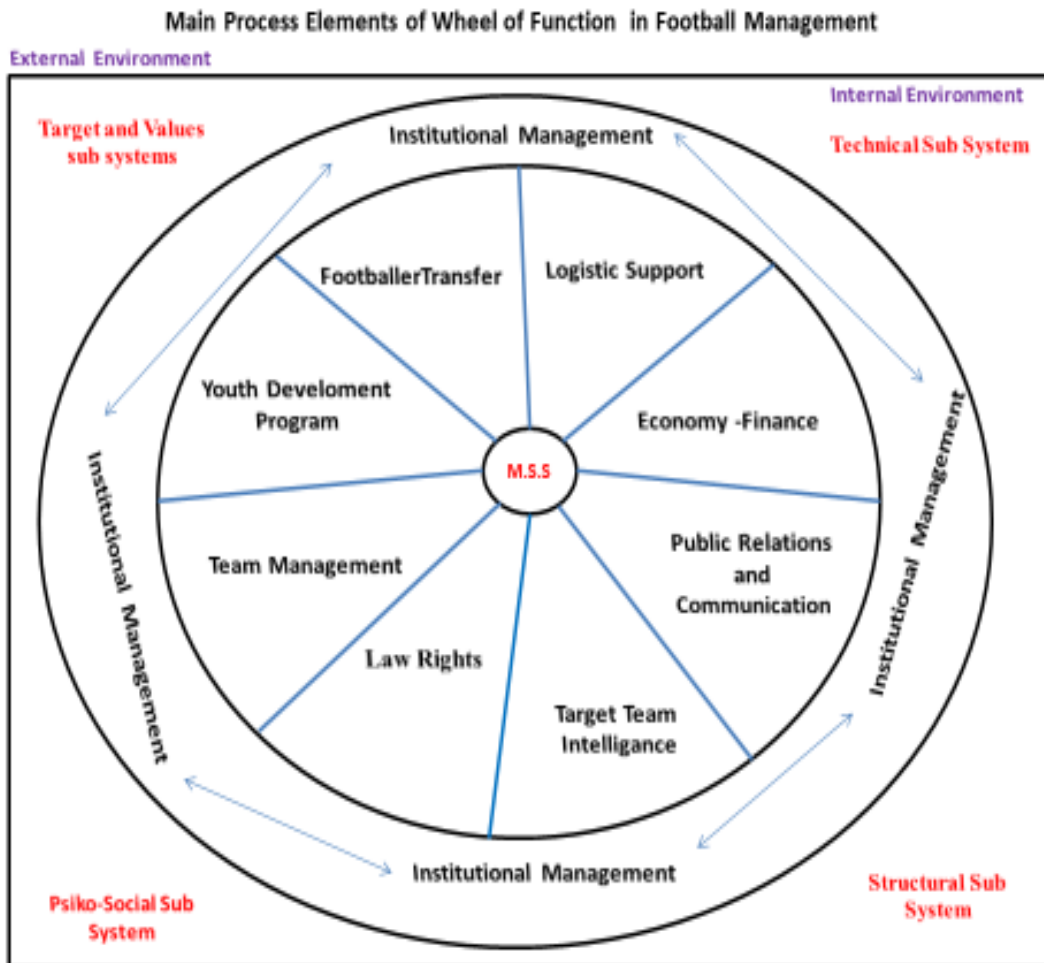 Main Process Elements of Wheel of Function in Football Management
External Environment
Internal Environment
Target and Values
sub systems
Institutional Management
Technical Sub System
FootballerTransfer
Logistic Support
Youth Develoment
Program
Economy -Finance
M.S.S
Institutional Management
Institutional Management
Team Management
Public Relations
and
Communication
Law Rights
Target Team
Intelligance
Institutional Management
Psiko-Social Sub
System
Structural Sub
System